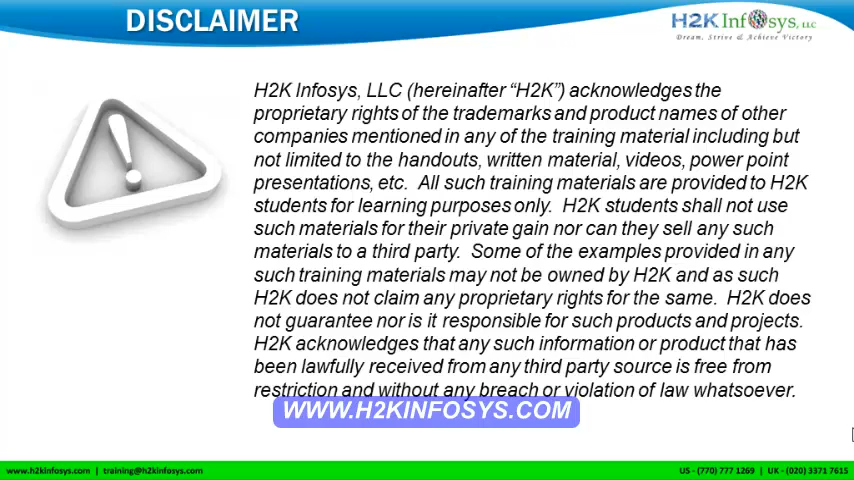 DISCLAIMER
H2K Infosys, LLC
Dream, Strive & Achieve Victory
H2K Infosys, LLC (hereinafter “H2K”) acknowledges the
proprietary rights of the trademarks and product names of other
companies mentioned in any of the training material including but
not limited to the handouts, written material, videos, power point
presentations, etc.  All such training materials are provided to H2K
students for learning purposes only.  H2K students shall not use
such materials for their private gain nor can they sell any such
materials to a third party.  Some of the examples provided in any
such training materials may not be owned by H2K and as such
H2K does not claim any proprietary rights for the same.  H2K does
not guarantee nor is it responsible for such products and projects.
H2K acknowledges that any such information or product that has
been lawfully received from any third party source is free from
restriction and without any breach or violation of law whatsoever.
WWW.H2KINFOSYS.COM
www.h2kinfosys.com | training@h2kinfosys.com
US - (770) 777 1269 | UK - (020) 3371 7615